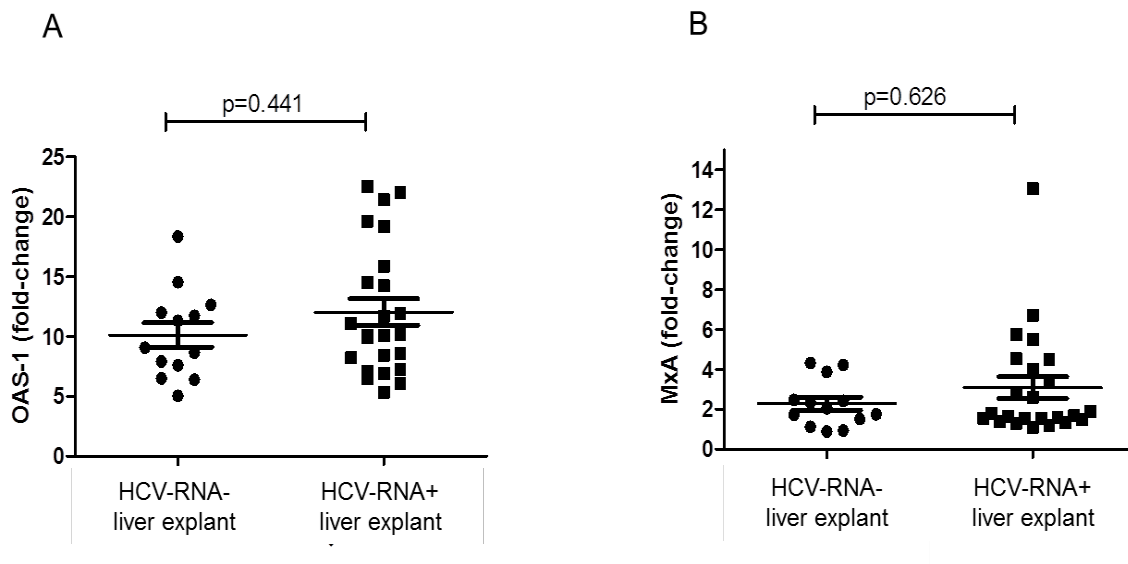 A
p=0.441
OAS-1 (fold-change)
25
20
15
10
5
0
HCV-RNA-
liver explant
HCV-RNA+
liver explant
B
p=0.626
MxA (fold-change)
14
12
10
8
6
4
2
0
HCV-RNA-
liver explant
HCV-RNA+
liver explant